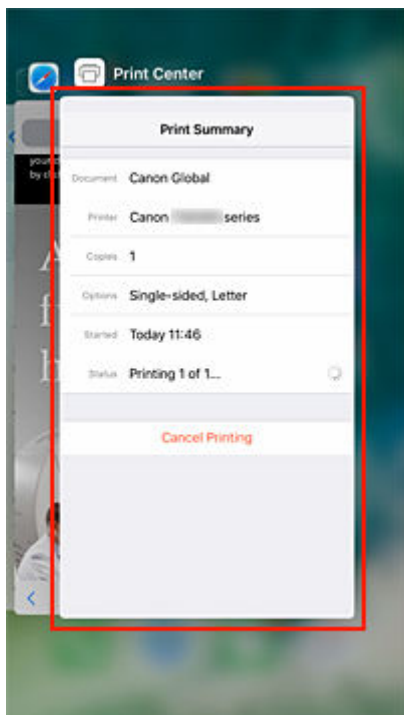 Print Center
Print Summary
Document Canon Global
Printer Canon series
Copies 1
Options Single-sided, Letter
Started Today 11:46
Status Printing 1 of 1...
Cancel Printing